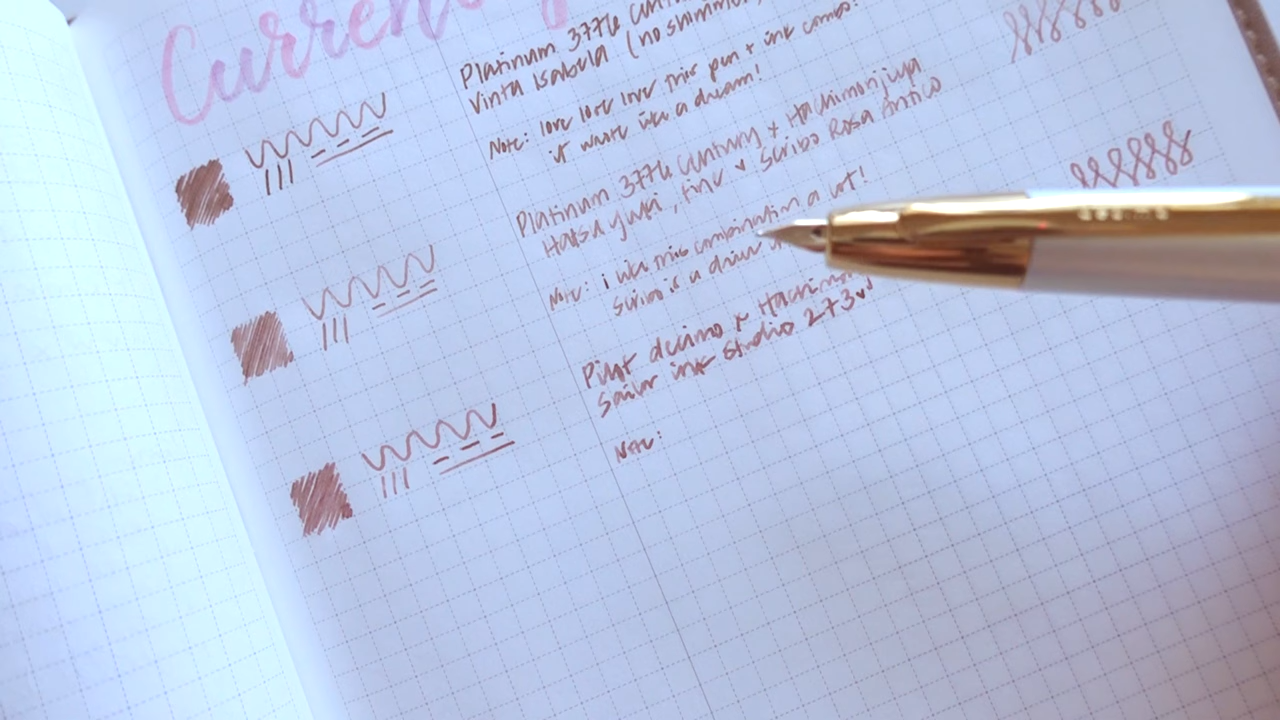 Current
Platinum 3776 Century
Vinta Isabela (no shimmer)
Note: love love love this pen + ink combo!
it writes like a dream!
Platinum 3776 Century + Hachimonjiya
Hatsuyuki, fine + Scribo Rosa Antico
Note: i like this combination a lot!
Scribo is a
Pilot decimo + Hachimon
Sailor ink studio 273
Note: